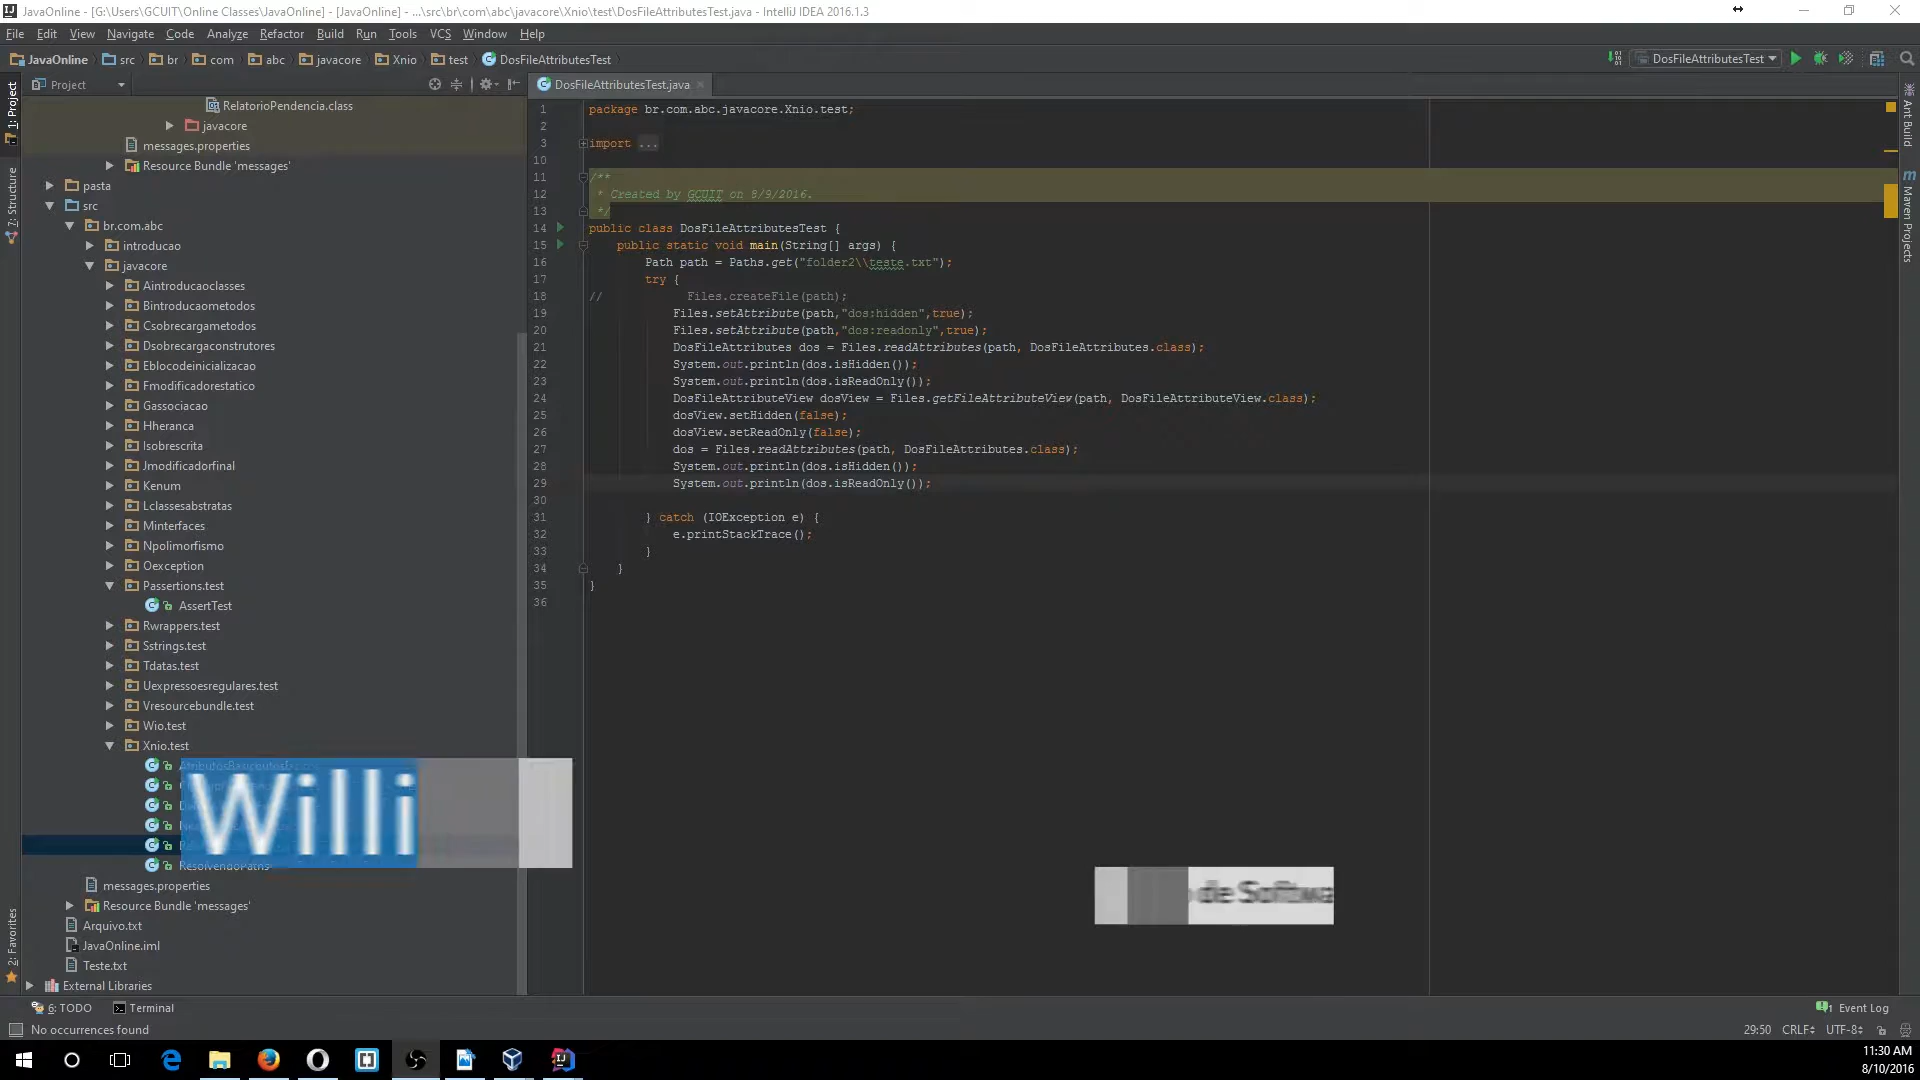 JavaOnline - [G:\Users\GCUIT\Online Classes\JavaOnline] - [JavaOnline] - ...\src\br\com\abc\javacore\Xnio\test\DosFileAttributesTest.java - IntelliJ IDEA 2016.1.3
File Edit View Navigate Code Analyze Refactor Build Run Tools VCS Window Help
JavaOnline src br com abc javacore Xnio test DosFileAttributesTest
DosFileAttributesTest
Project
DosFileAttributesTest.java
1: Project
7: Structure
2: Favorites
Ant Build
Maven Projects
RelatorioPendencia.class
javacore
messages.properties
Resource Bundle 'messages'
pasta
src
br.com.abc
introducao
javacore
Aintroducaoclasses
Bintroducaometodos
Csobrecargametodos
Dsobrecargaconstrutores
Eblocodeinicializacao
Fmodificadorestatico
Gassociacao
Hheranca
Isobrescrita
Jmodificadorfinal
Kenum
Lclassesabstratas
Minterfaces
Npolimorfismo
Oexception
Passertions.test
AssertTest
Rwrappers.test
Sstrings.test
Tdatas.test
Uexpressoesregulares.test
Vresourcebundle.test
Wio.test
Xnio.test
Willi
messages.properties
Resource Bundle 'messages'
Arquivo.txt
JavaOnline.iml
Teste.txt
External Libraries
1 package br.com.abc.javacore.Xnio.test;
2
3 import ...
10
11 /**
12 * Created by GCUIT on 8/9/2016.
13 */
14 public class DosFileAttributesTest {
15 public static void main(String[] args) {
16 Path path = Paths.get("folder2\\teste.txt");
17 try {
18 // Files.createFile(path);
19 Files.setAttribute(path,"dos:hidden",true);
20 Files.setAttribute(path,"dos:readonly",true);
21 DosFileAttributes dos = Files.readAttributes(path, DosFileAttributes.class);
22 System.out.println(dos.isHidden());
23 System.out.println(dos.isReadOnly());
24 DosFileAttributeView dosView = Files.getFileAttributeView(path, DosFileAttributeView.class);
25 dosView.setHidden(false);
26 dosView.setReadOnly(false);
27 dos = Files.readAttributes(path, DosFileAttributes.class);
28 System.out.println(dos.isHidden());
29 System.out.println(dos.isReadOnly());
30
31 } catch (IOException e) {
32 e.printStackTrace();
33 }
34 }
35 }
36
de Softwa
6: TODO Terminal
1 Event Log
No occurrences found
29:50 CRLF UTF-8
11:30 AM
8/10/2016